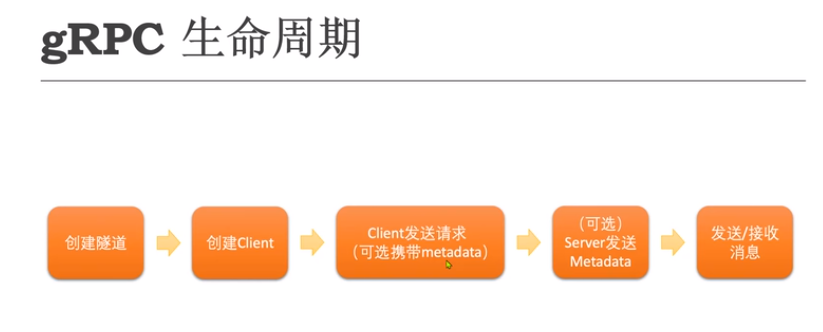 gRPC 生命周期
创建隧道
创建Client
Client发送请求
（可选携带metadata）
（可选）
Server发送
Metadata
发送/接收
消息